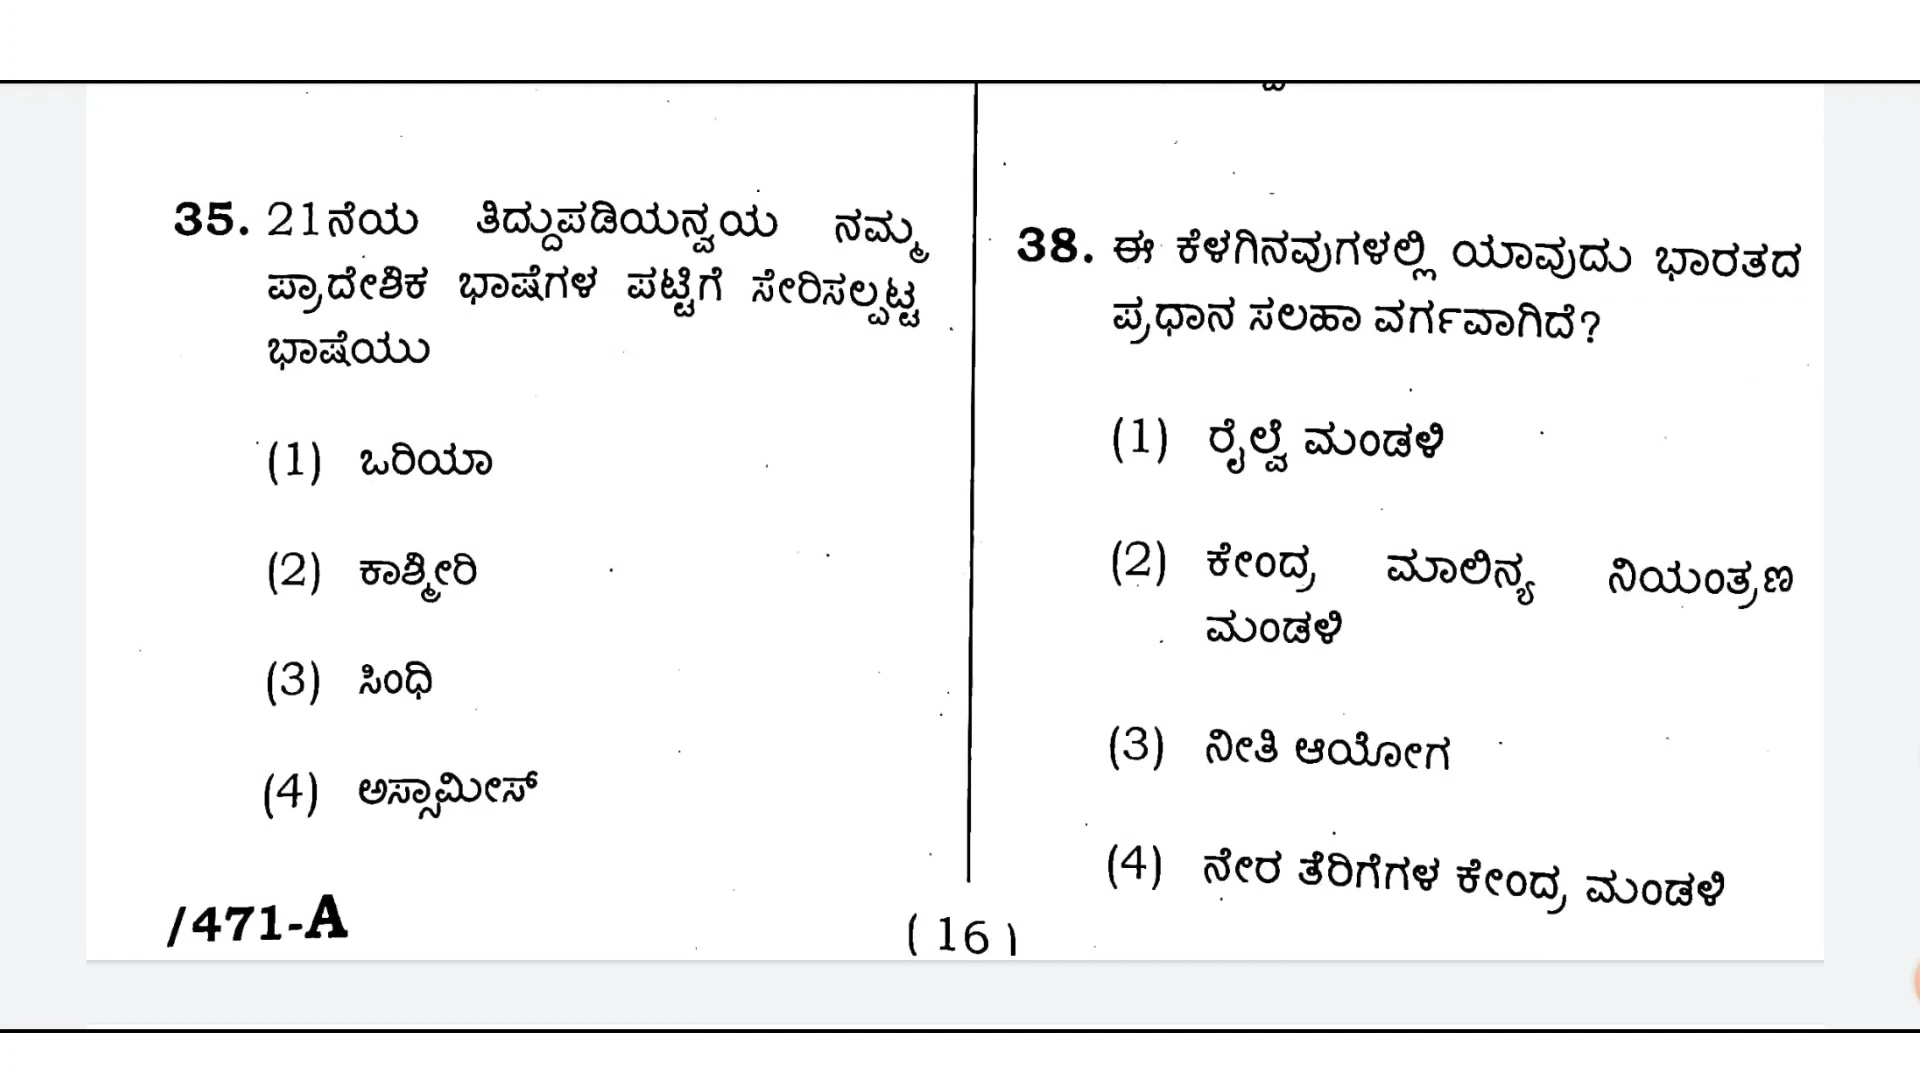 35. 21ನೆಯ ತಿದ್ದುಪಡಿಯನ್ವಯ ನಮ್ಮ
ಪ್ರಾದೇಶಿಕ ಭಾಷೆಗಳ ಪಟ್ಟಿಗೆ ಸೇರಿಸಲ್ಪಟ್ಟ
ಭಾಷೆಯು
(1) ಒರಿಯಾ
(2) ಕಾಶ್ಮೀರಿ
(3) ಸಿಂಧಿ
(4) ಅಸ್ಸಾಮೀಸ್
38. ಈ ಕೆಳಗಿನವುಗಳಲ್ಲಿ ಯಾವುದು ಭಾರತದ
ಪ್ರಧಾನ ಸಲಹಾ ವರ್ಗವಾಗಿದೆ?
(1) ರೈಲ್ವೆ ಮಂಡಳಿ
(2) ಕೇಂದ್ರ ಮಾಲಿನ್ಯ ನಿಯಂತ್ರಣ
ಮಂಡಳಿ
(3) ನೀತಿ ಆಯೋಗ
(4) ನೇರ ತೆರಿಗೆಗಳ ಕೇಂದ್ರ ಮಂಡಳಿ
/471-A
( 16 )